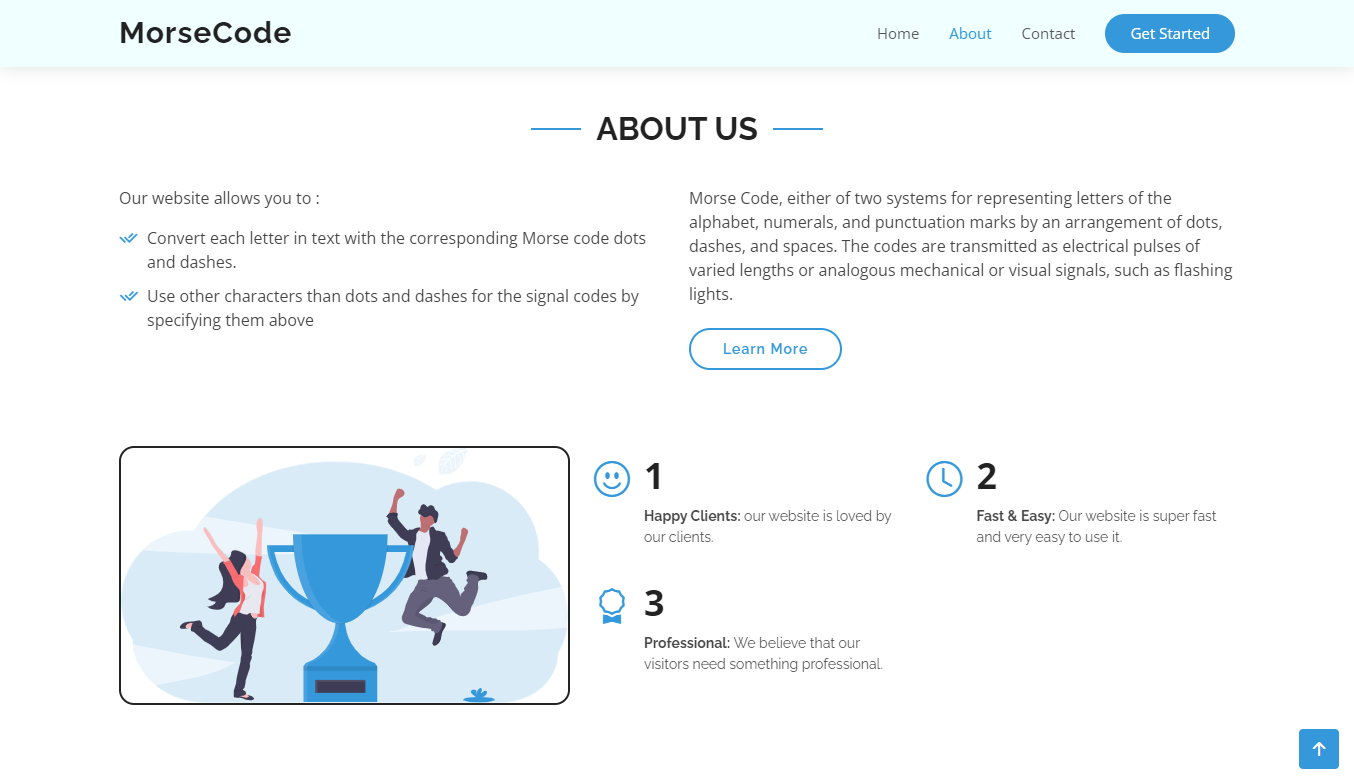 MorseCode
Home
About
Contact
Get Started
ABOUT US
Our website allows you to :
Convert each letter in text with the corresponding Morse code dots
and dashes.
Use other characters than dots and dashes for the signal codes by
specifying them above
Morse Code, either of two systems for representing letters of the
alphabet, numerals, and punctuation marks by an arrangement of dots,
dashes, and spaces. The codes are transmitted as electrical pulses of
varied lengths or analogous mechanical or visual signals, such as flashing
lights.
Learn More
1
Happy Clients: our website is loved by
our clients.
2
Fast & Easy: Our website is super fast
and very easy to use it.
3
Professional: We believe that our
visitors need something professional.